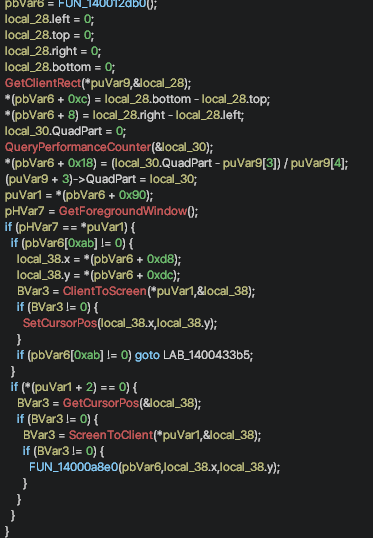 pbVar6 = FUN_140012db0();
local_28.left = 0;
local_28.top = 0;
local_28.right = 0;
local_28.bottom = 0;
GetClientRect(*puVar9,&local_28);
*(pbVar6 + 0xc) = local_28.bottom - local_28.top;
*(pbVar6 + 8) = local_28.right - local_28.left;
local_30.QuadPart = 0;
QueryPerformanceCounter(&local_30);
*(pbVar6 + 0x18) = (local_30.QuadPart - puVar9[3]) / puVar9[4];
(puVar9 + 3)->QuadPart = local_30;
puVar1 = *(pbVar6 + 0x90);
pHVar7 = GetForegroundWindow();
if (pHVar7 == *puVar1) {
if (pbVar6[0xab] != 0) {
local_38.x = *(pbVar6 + 0xd8);
local_38.y = *(pbVar6 + 0xdc);
BVar3 = ClientToScreen(*puVar1,&local_38);
if (BVar3 != 0) {
SetCursorPos(local_38.x,local_38.y);
}
if (pbVar6[0xab] != 0) goto LAB_1400433b5;
}
if (*(puVar1 + 2) == 0) {
BVar3 = GetCursorPos(&local_38);
if (BVar3 != 0) {
BVar3 = ScreenToClient(*puVar1,&local_38);
if (BVar3 != 0) {
FUN_14000a8e0(pbVar6,local_38.x,local_38.y);
}
}
}
}